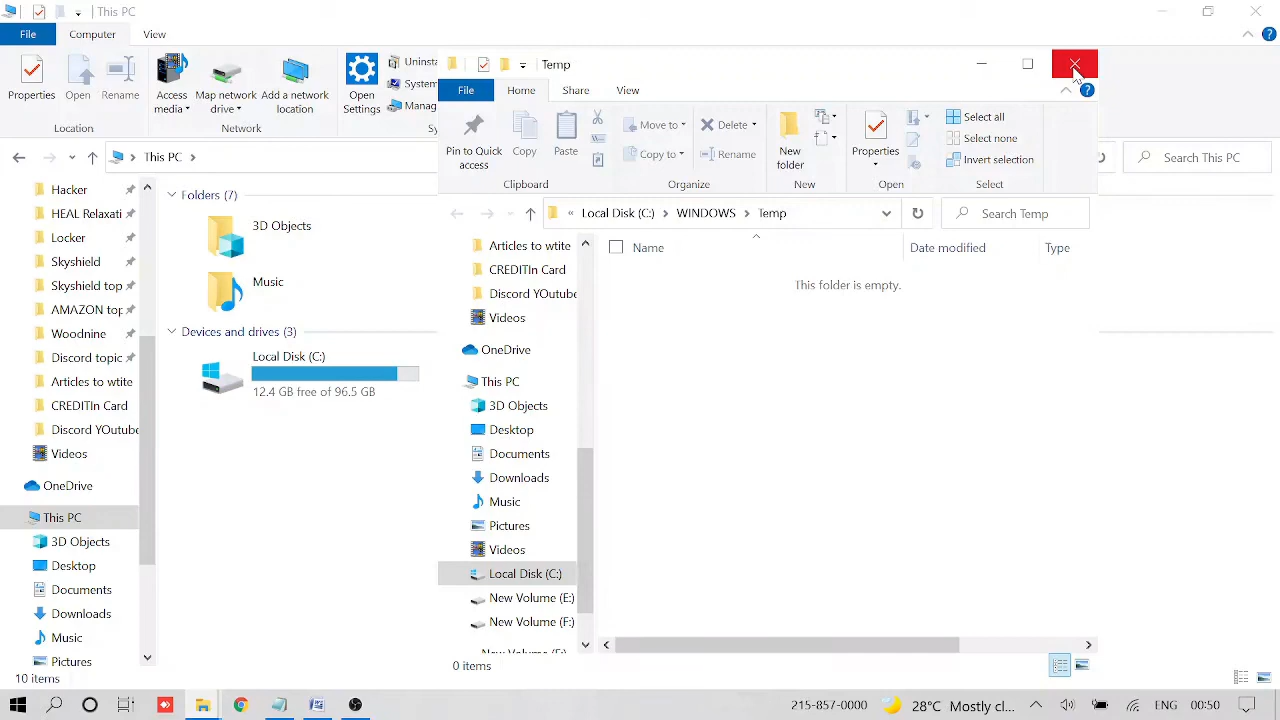 This PC
File
Computer
View
Properties
Open
Rename
Access
media
Map network
drive
Add a network
location
Open
Settings
Uninsta
System
Manag
Location
Network
Sy
This PC
Search This PC
Hacker
HEAL Relaxati
Locker
Skyshield
Skyshield top
AMAZON top
Woodnine
Discord topic
Articles to wtite
CREDITIn Card
Discord YOutube
Videos
OneDrive
This PC
3D Objects
Desktop
Documents
Downloads
Music
Pictures
10 items
Folders (7)
3D Objects
Music
Devices and drives (3)
Local Disk (C:)
12.4 GB free of 96.5 GB
Temp
File
Home
Share
View
Pin to Quick
access
Copy
Paste
Clipboard
Move to
Copy to
Delete
Rename
Organize
New
folder
New
Properties
Open
Select all
Select none
Invert selection
Select
« Local Disk (C:) > WINDOWS > Temp
Search Temp
Articles to wtite
CREDITIn Card
Discord YOutube
Videos
OneDrive
This PC
3D Objects
Desktop
Documents
Downloads
Music
Pictures
Videos
Local Disk (C:)
New Volume (E:)
New Volume (F:)
Name
Date modified
Type
This folder is empty.
0 items
215-857-0000
28°C Mostly cl...
ENG
00:50